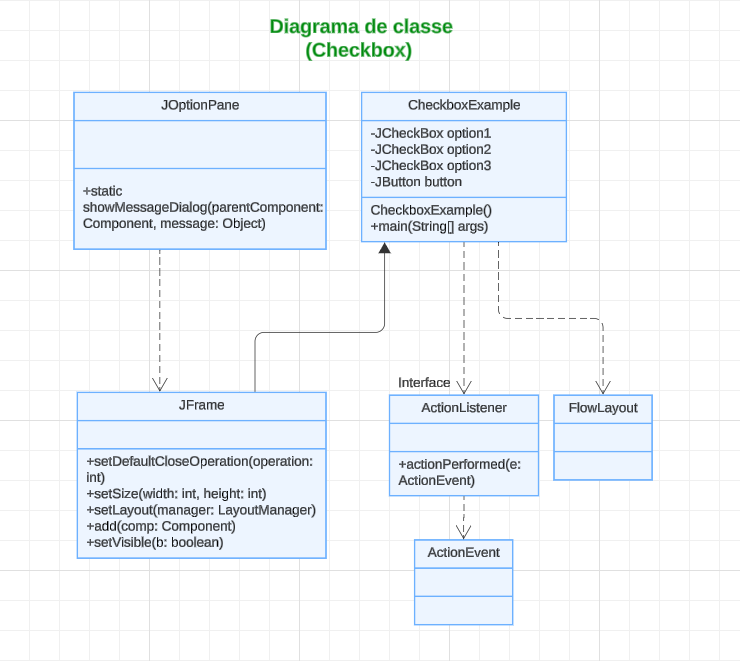 Diagrama de classe
(Checkbox)
JOptionPane
+static
showMessageDialog(parentComponent:
Component, message: Object)
CheckboxExample
-JCheckBox option1
-JCheckBox option2
-JCheckBox option3
-JButton button
CheckboxExample()
+main(String[] args)
JFrame
+setDefaultCloseOperation(operation:
int)
+setSize(width: int, height: int)
+setLayout(manager: LayoutManager)
+add(comp: Component)
+setVisible(b: boolean)
Interface
ActionListener
+actionPerformed(e:
ActionEvent)
FlowLayout
ActionEvent